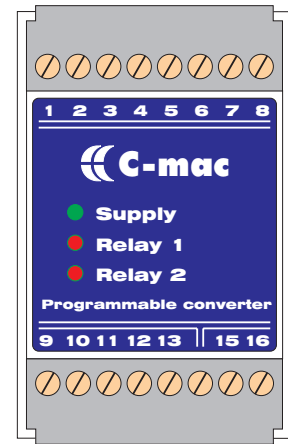 1 2 3 4 5 6 7 8
C-mac
Supply
Relay 1
Relay 2
Programmable converter
9 10 11 12 13 15 16